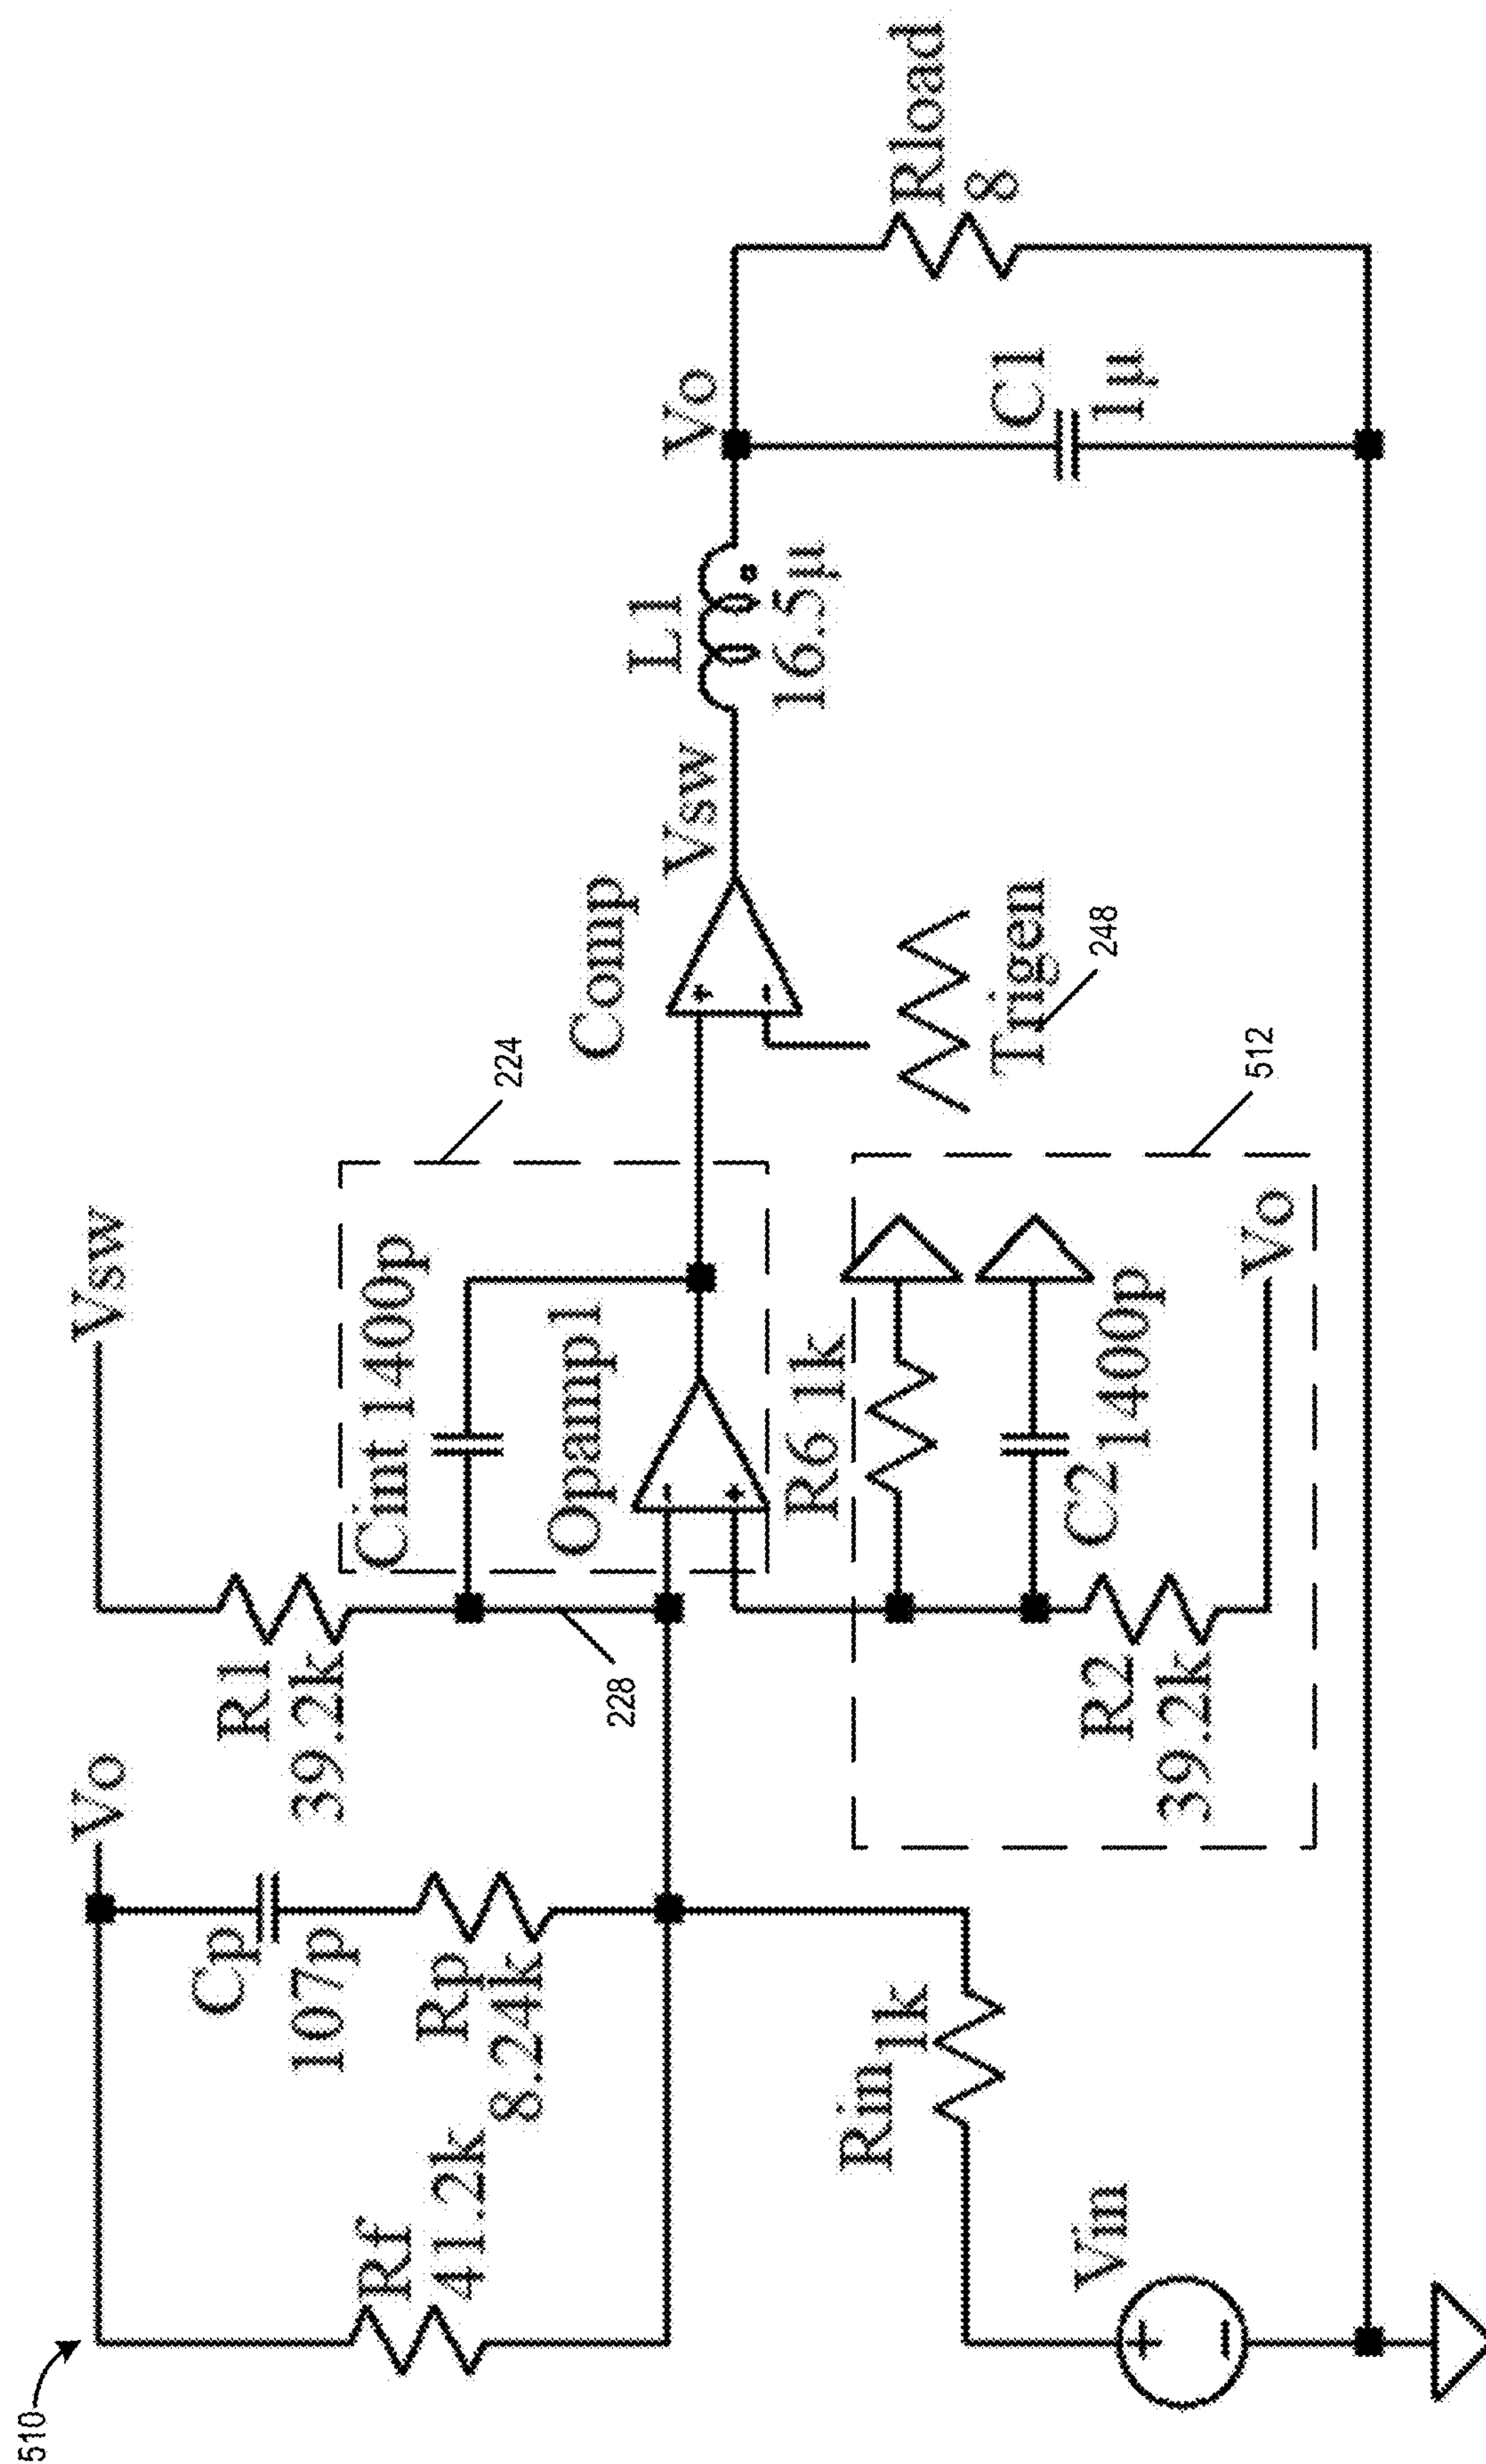 510
Vo
Vsw
Cp
107p
Rp
8.24k
Rf
41.2k
R1
39.2k
228
Cint 1400p
Opamp1
-
+
224
Comp
+
-
Vsw
L1
16.5µ
Vo
Rload
8
C1
1µ
Trigen
248
R6 1k
C2 1400p
R2
39.2k
Vo
512
Rin 1k
Vin
+
-